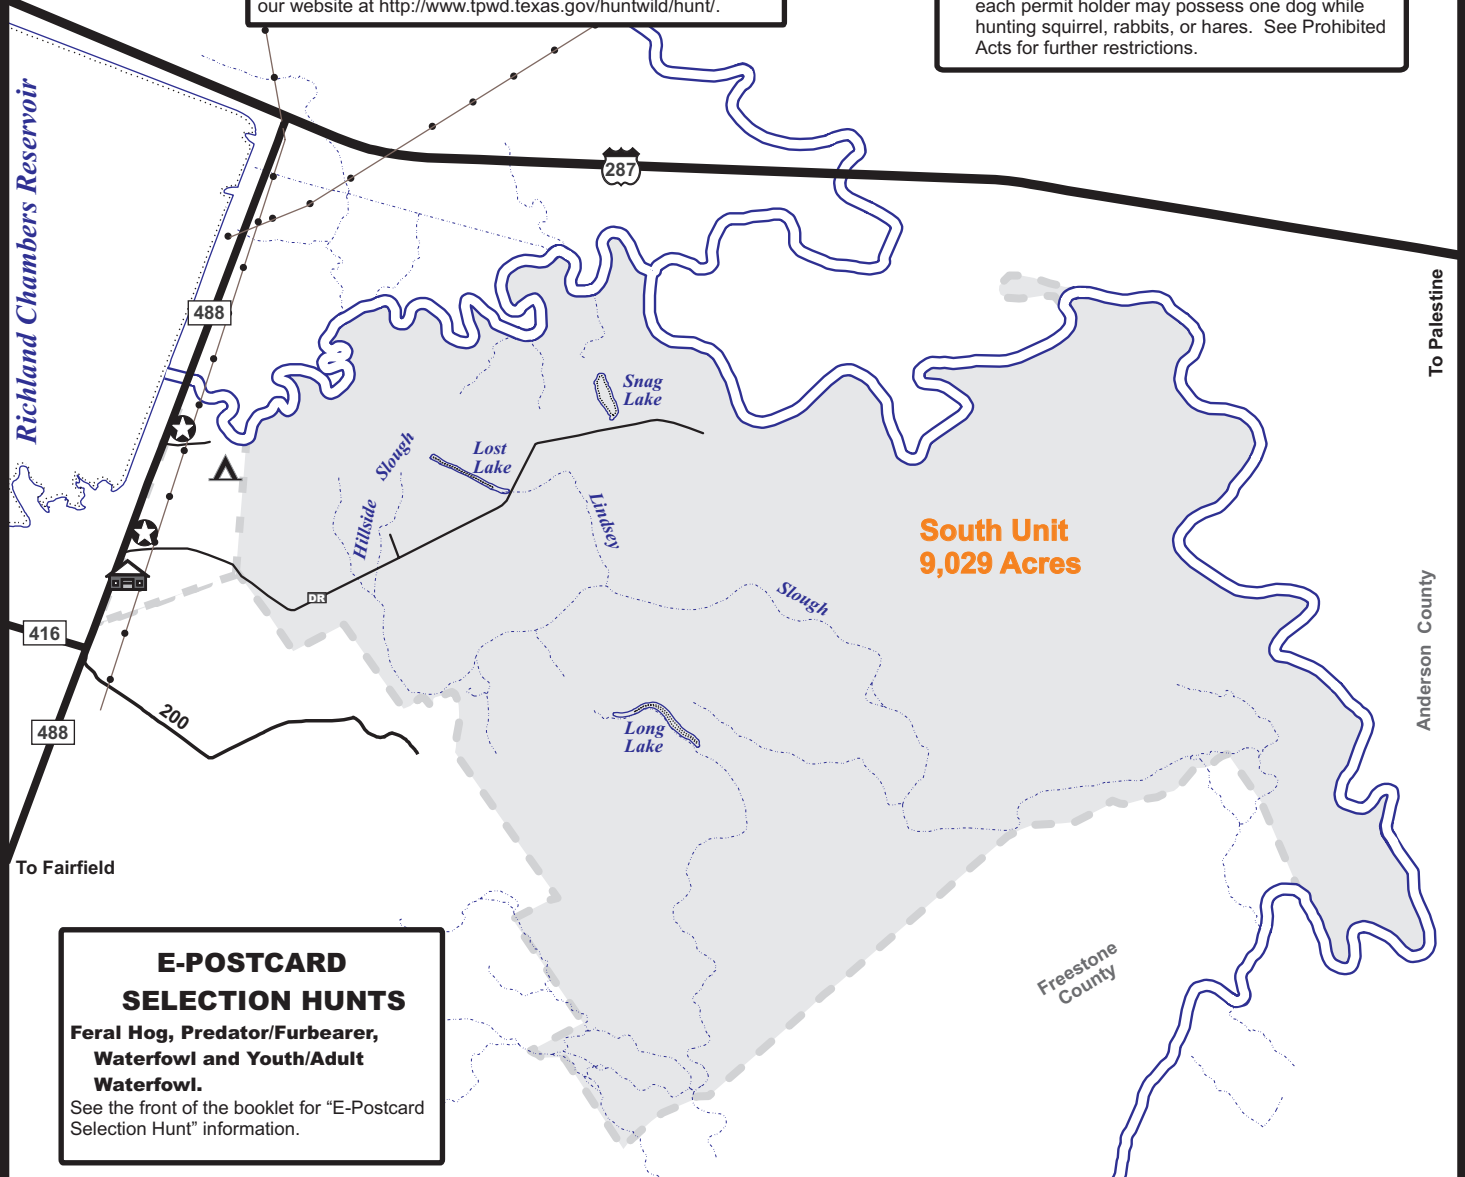 our website at http://www.tpwd.texas.gov/huntwild/hunt/.
each permit holder may possess one dog while
hunting squirrel, rabbits, or hares.  See Prohibited
Acts for further restrictions.
Richland Chambers Reservoir
287
To Palestine
488
Snag
Lake
Lost
Lake
Hillside Slough
Lindsey Slough
South Unit
9,029 Acres
DR
416
200
488
Long
Lake
Anderson County
To Fairfield
Freestone
County
E-POSTCARD
SELECTION HUNTS
Feral Hog, Predator/Furbearer,
Waterfowl and Youth/Adult
Waterfowl.
See the front of the booklet for “E-Postcard
Selection Hunt” information.